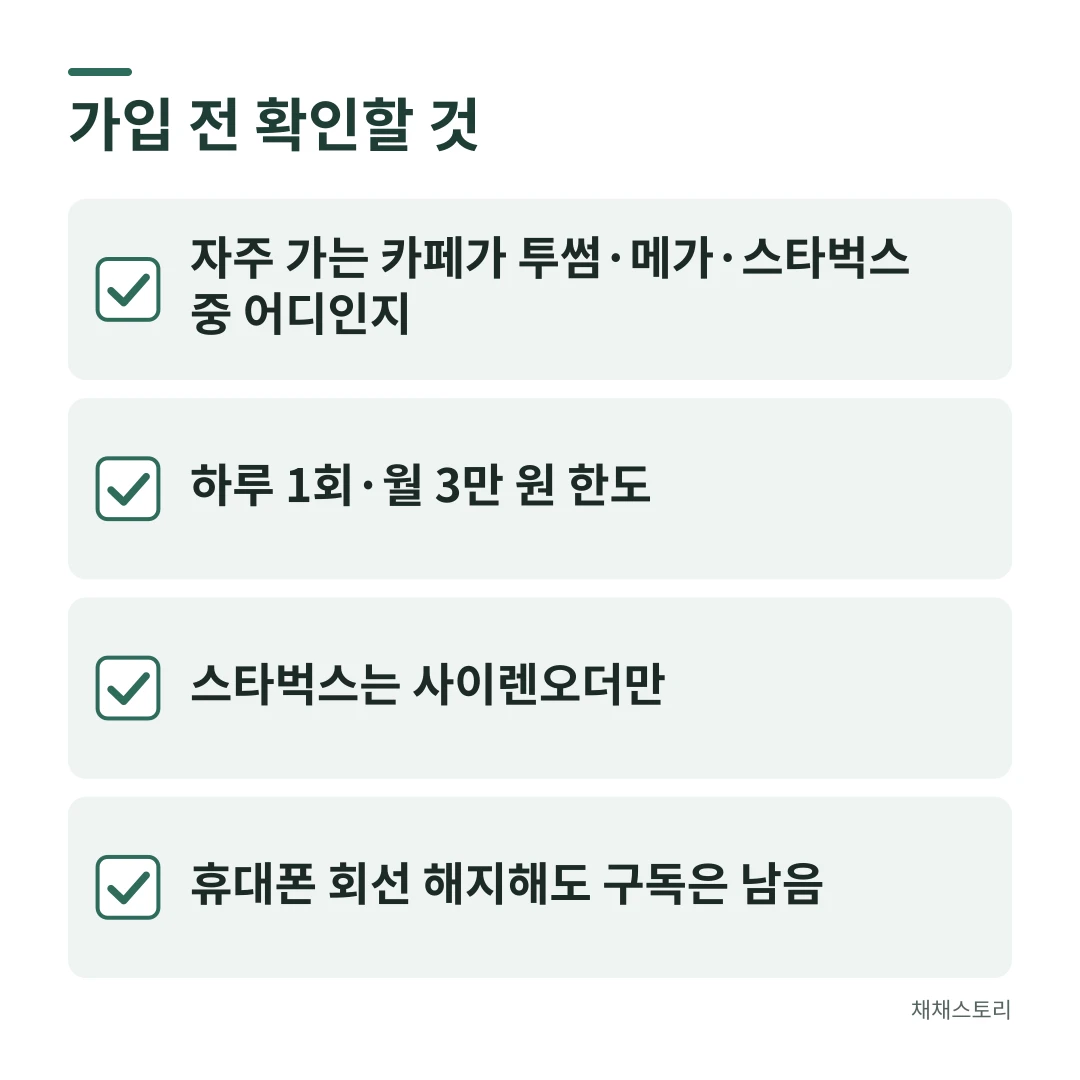 가입 전 확인할 것
자주 가는 카페가 투썸·메가·스타벅스
중 어디인지
하루 1회·월 3만 원 한도
스타벅스는 사이렌오더만
휴대폰 회선 해지해도 구독은 남음
채채스토리